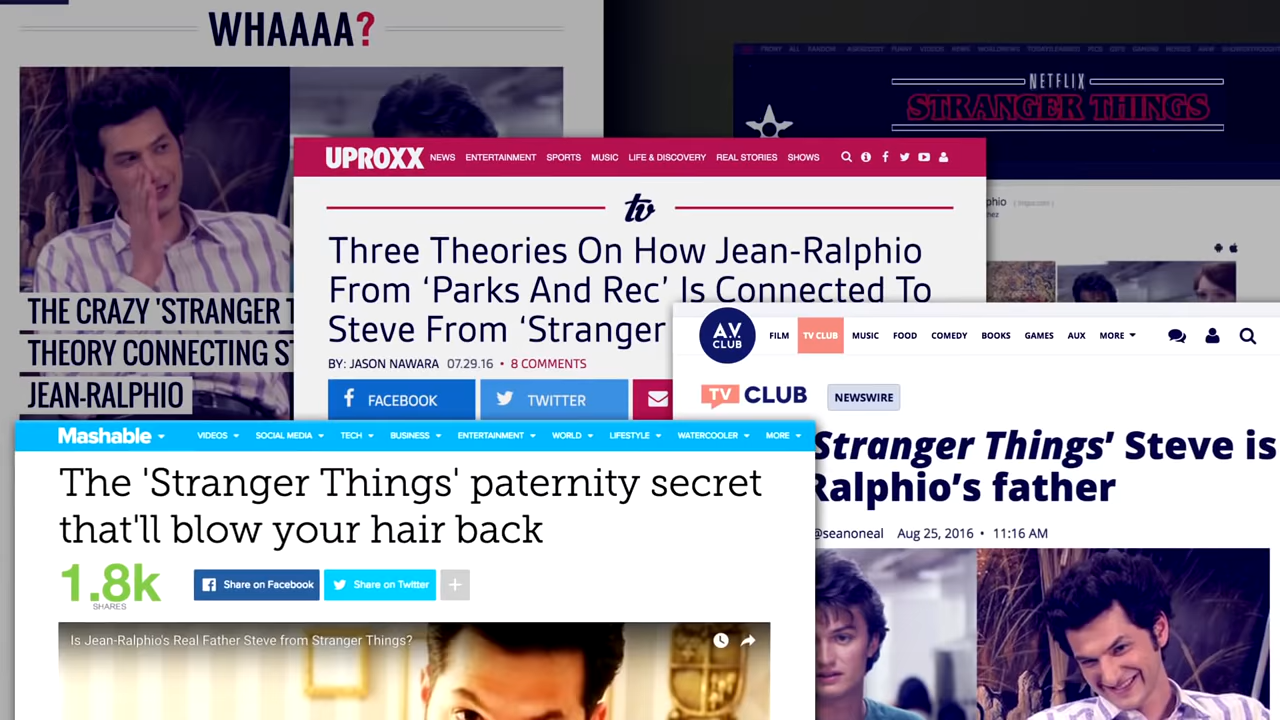 WHAAAA?
THE CRAZY 'STRANGER T
THEORY CONNECTING S
JEAN-RALPHIO
NETFLIX
STRANGER THINGS
phio
UPROXX NEWS ENTERTAINMENT SPORTS MUSIC LIFE & DISCOVERY REAL STORIES SHOWS
tv
Three Theories On How Jean-Ralphio
From ‘Parks And Rec’ Is Connected To
Steve From ‘Stranger
BY: JASON NAWARA 07.29.16 • 8 COMMENTS
FACEBOOK TWITTER
A.V. CLUB FILM TV CLUB MUSIC FOOD COMEDY BOOKS GAMES AUX MORE
TV CLUB NEWSWIRE
Stranger Things’ Steve is
Ralphio’s father
@seanoneal Aug 25, 2016 • 11:16 AM
Mashable VIDEOS SOCIAL MEDIA TECH BUSINESS ENTERTAINMENT WORLD LIFESTYLE WATERCOOLER MORE
The 'Stranger Things' paternity secret
that'll blow your hair back
1.8k
SHARES
Share on Facebook Share on Twitter +
Is Jean-Ralphio's Real Father Steve from Stranger Things?